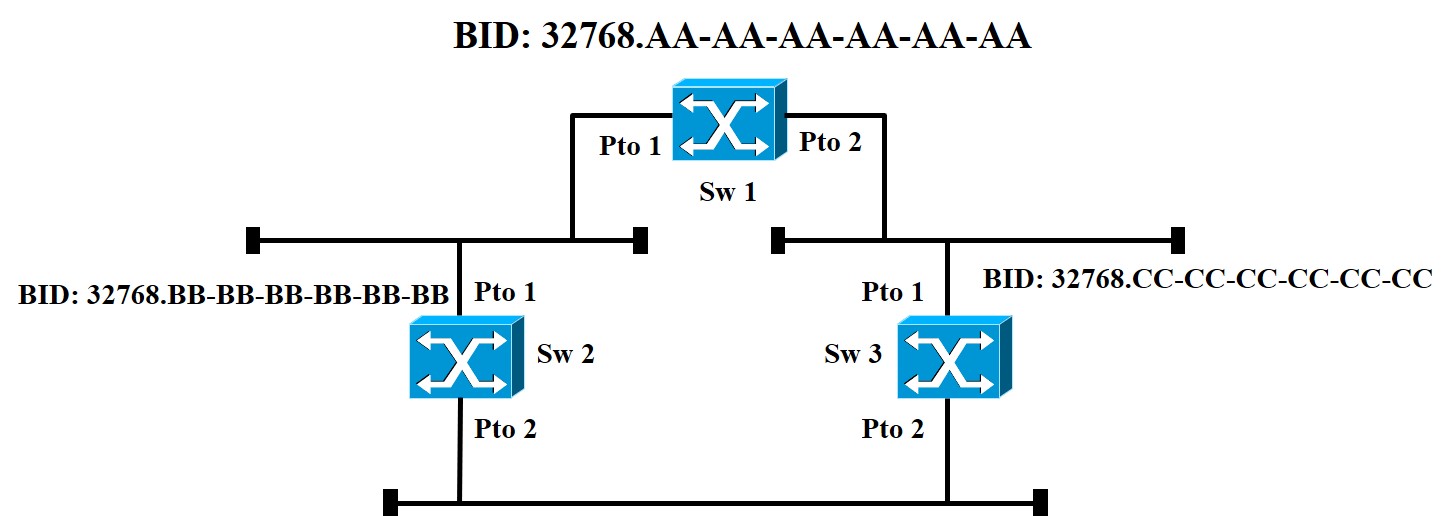 BID: 32768.AA-AA-AA-AA-AA-AA
Pto 1
Pto 2
Sw 1
BID: 32768.BB-BB-BB-BB-BB-BB
Pto 1
Pto 1
BID: 32768.CC-CC-CC-CC-CC-CC
Sw 2
Sw 3
Pto 2
Pto 2